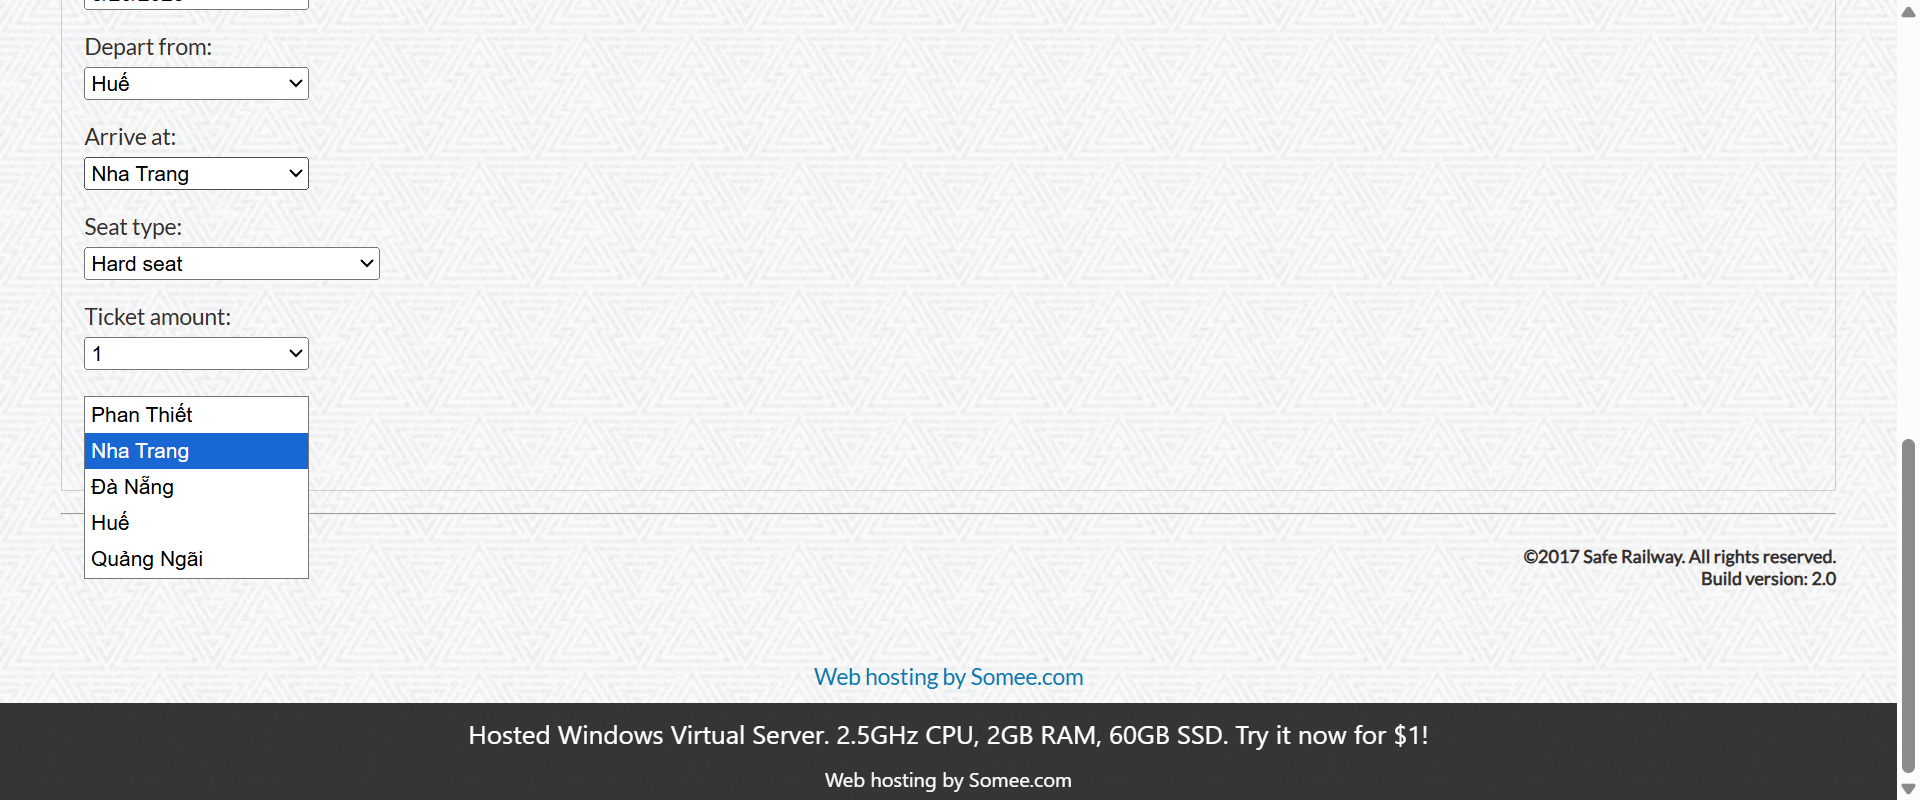 Depart from:
Huế
Arrive at:
Nha Trang
Seat type:
Hard seat
Ticket amount:
1
Phan Thiết
Nha Trang
Đà Nẵng
Huế
Quảng Ngãi
©2017 Safe Railway. All rights reserved.
Build version: 2.0
Web hosting by Somee.com
Hosted Windows Virtual Server. 2.5GHz CPU, 2GB RAM, 60GB SSD. Try it now for $1!
Web hosting by Somee.com